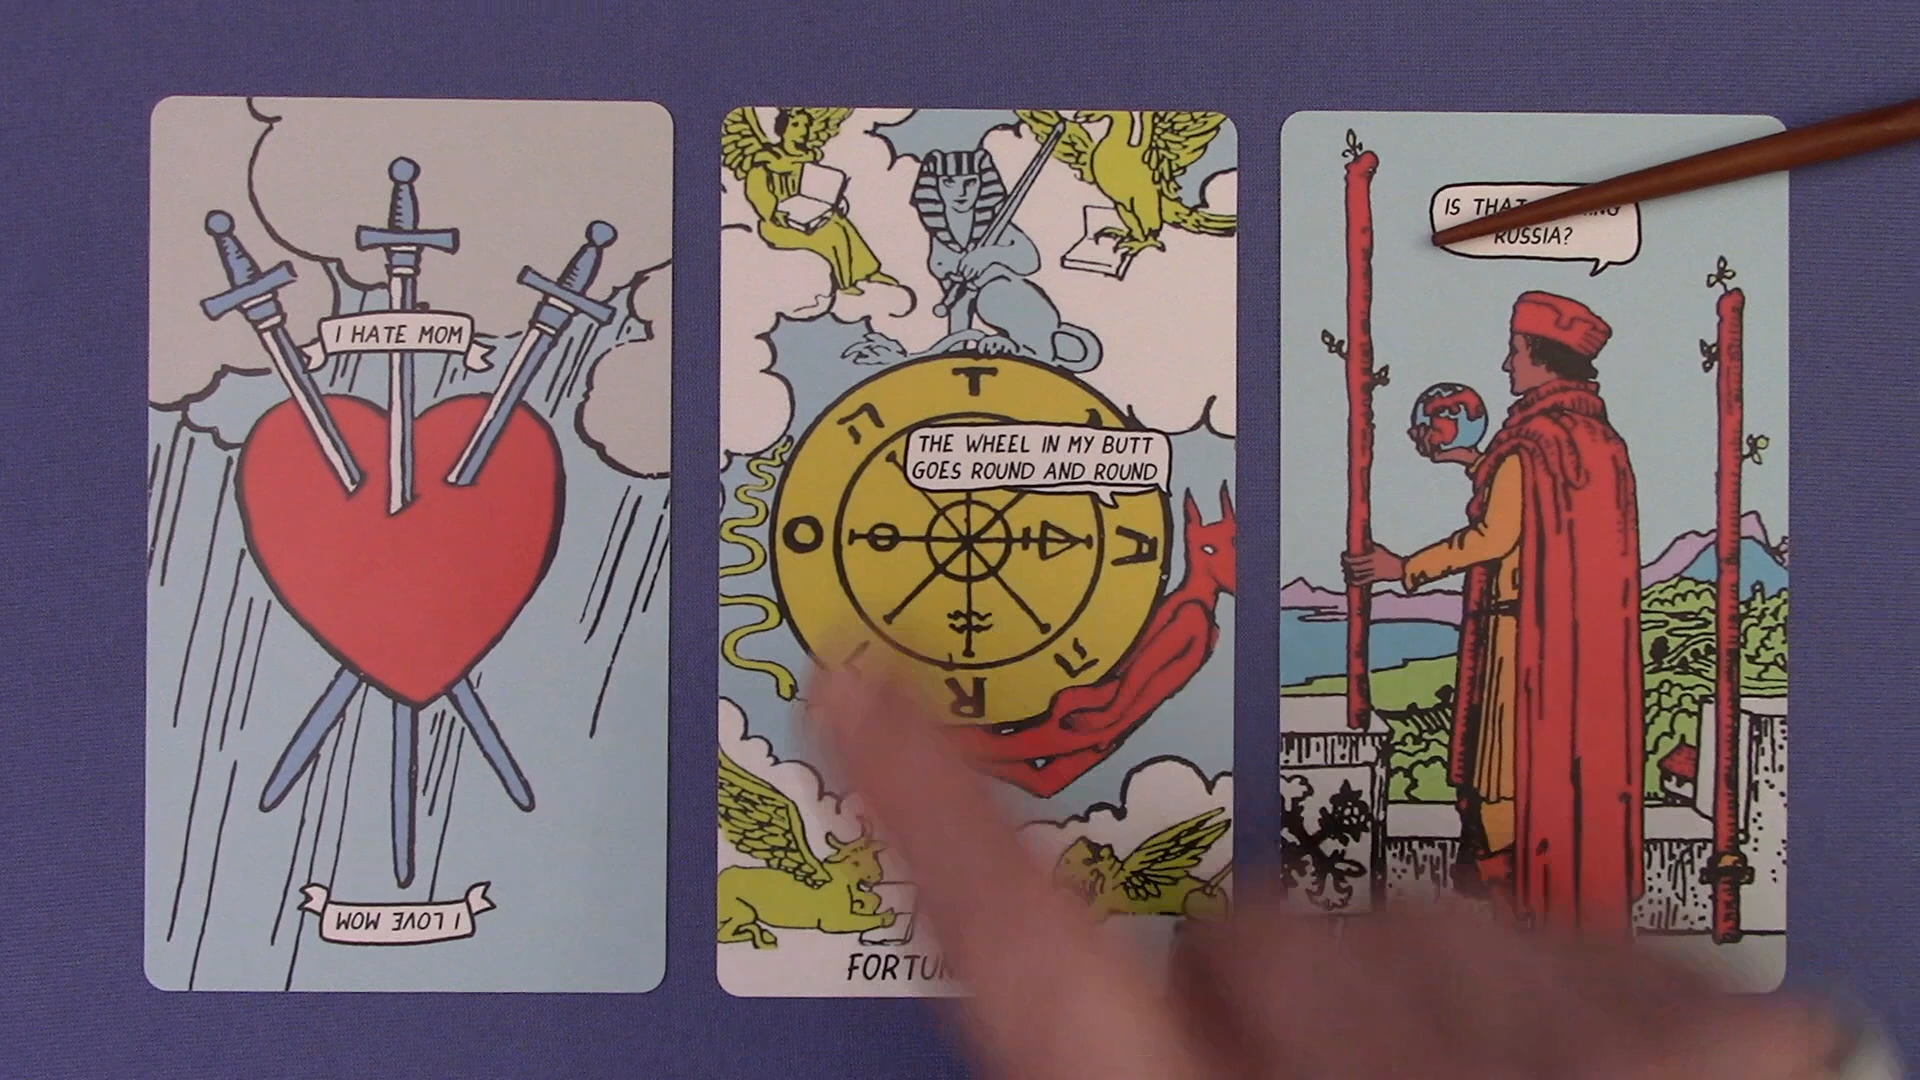 I HATE MOM
I LOVE MOM
T
A
R
O
THE WHEEL IN MY BUTT
GOES ROUND AND ROUND
IS THAT
RUSSIA?